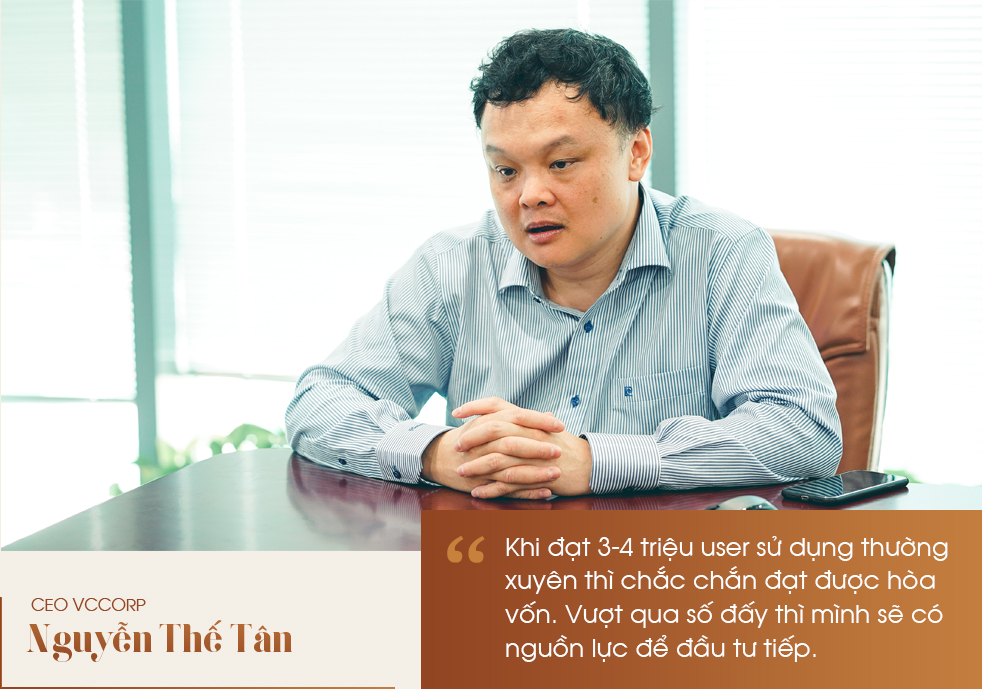 “
Khi đạt 3-4 triệu user sử dụng thường
xuyên thì chắc chắn đạt được hòa
vốn. Vượt qua số đấy thì mình sẽ có
nguồn lực để đầu tư tiếp.
CEO VCCORP
Nguyễn Thế Tân